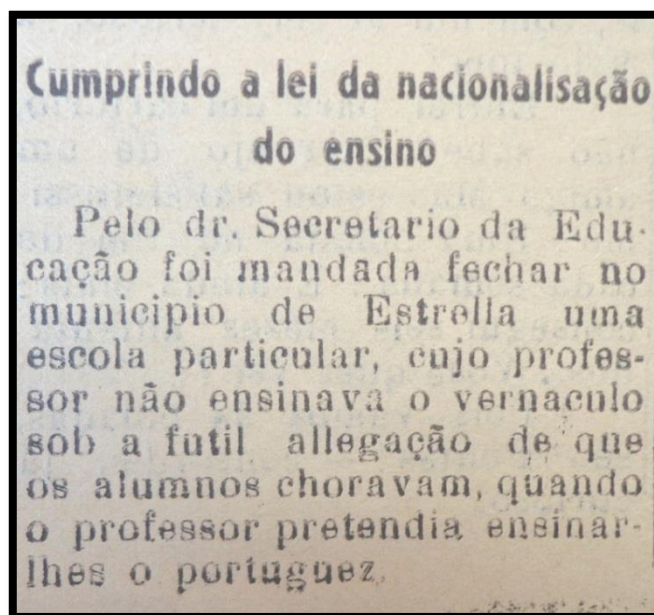 Cumprindo a lei da nacionalisação
do ensino
Pelo dr. Secretario da Edu-
cação foi mandada fechar no
municipio de Estrella uma
escola particular, cujo profes-
sor não ensinava o vernaculo
sob a futil allegação de que
os alumnos choravam, quando
o professor pretendia ensinar-
lhes o portuguez.